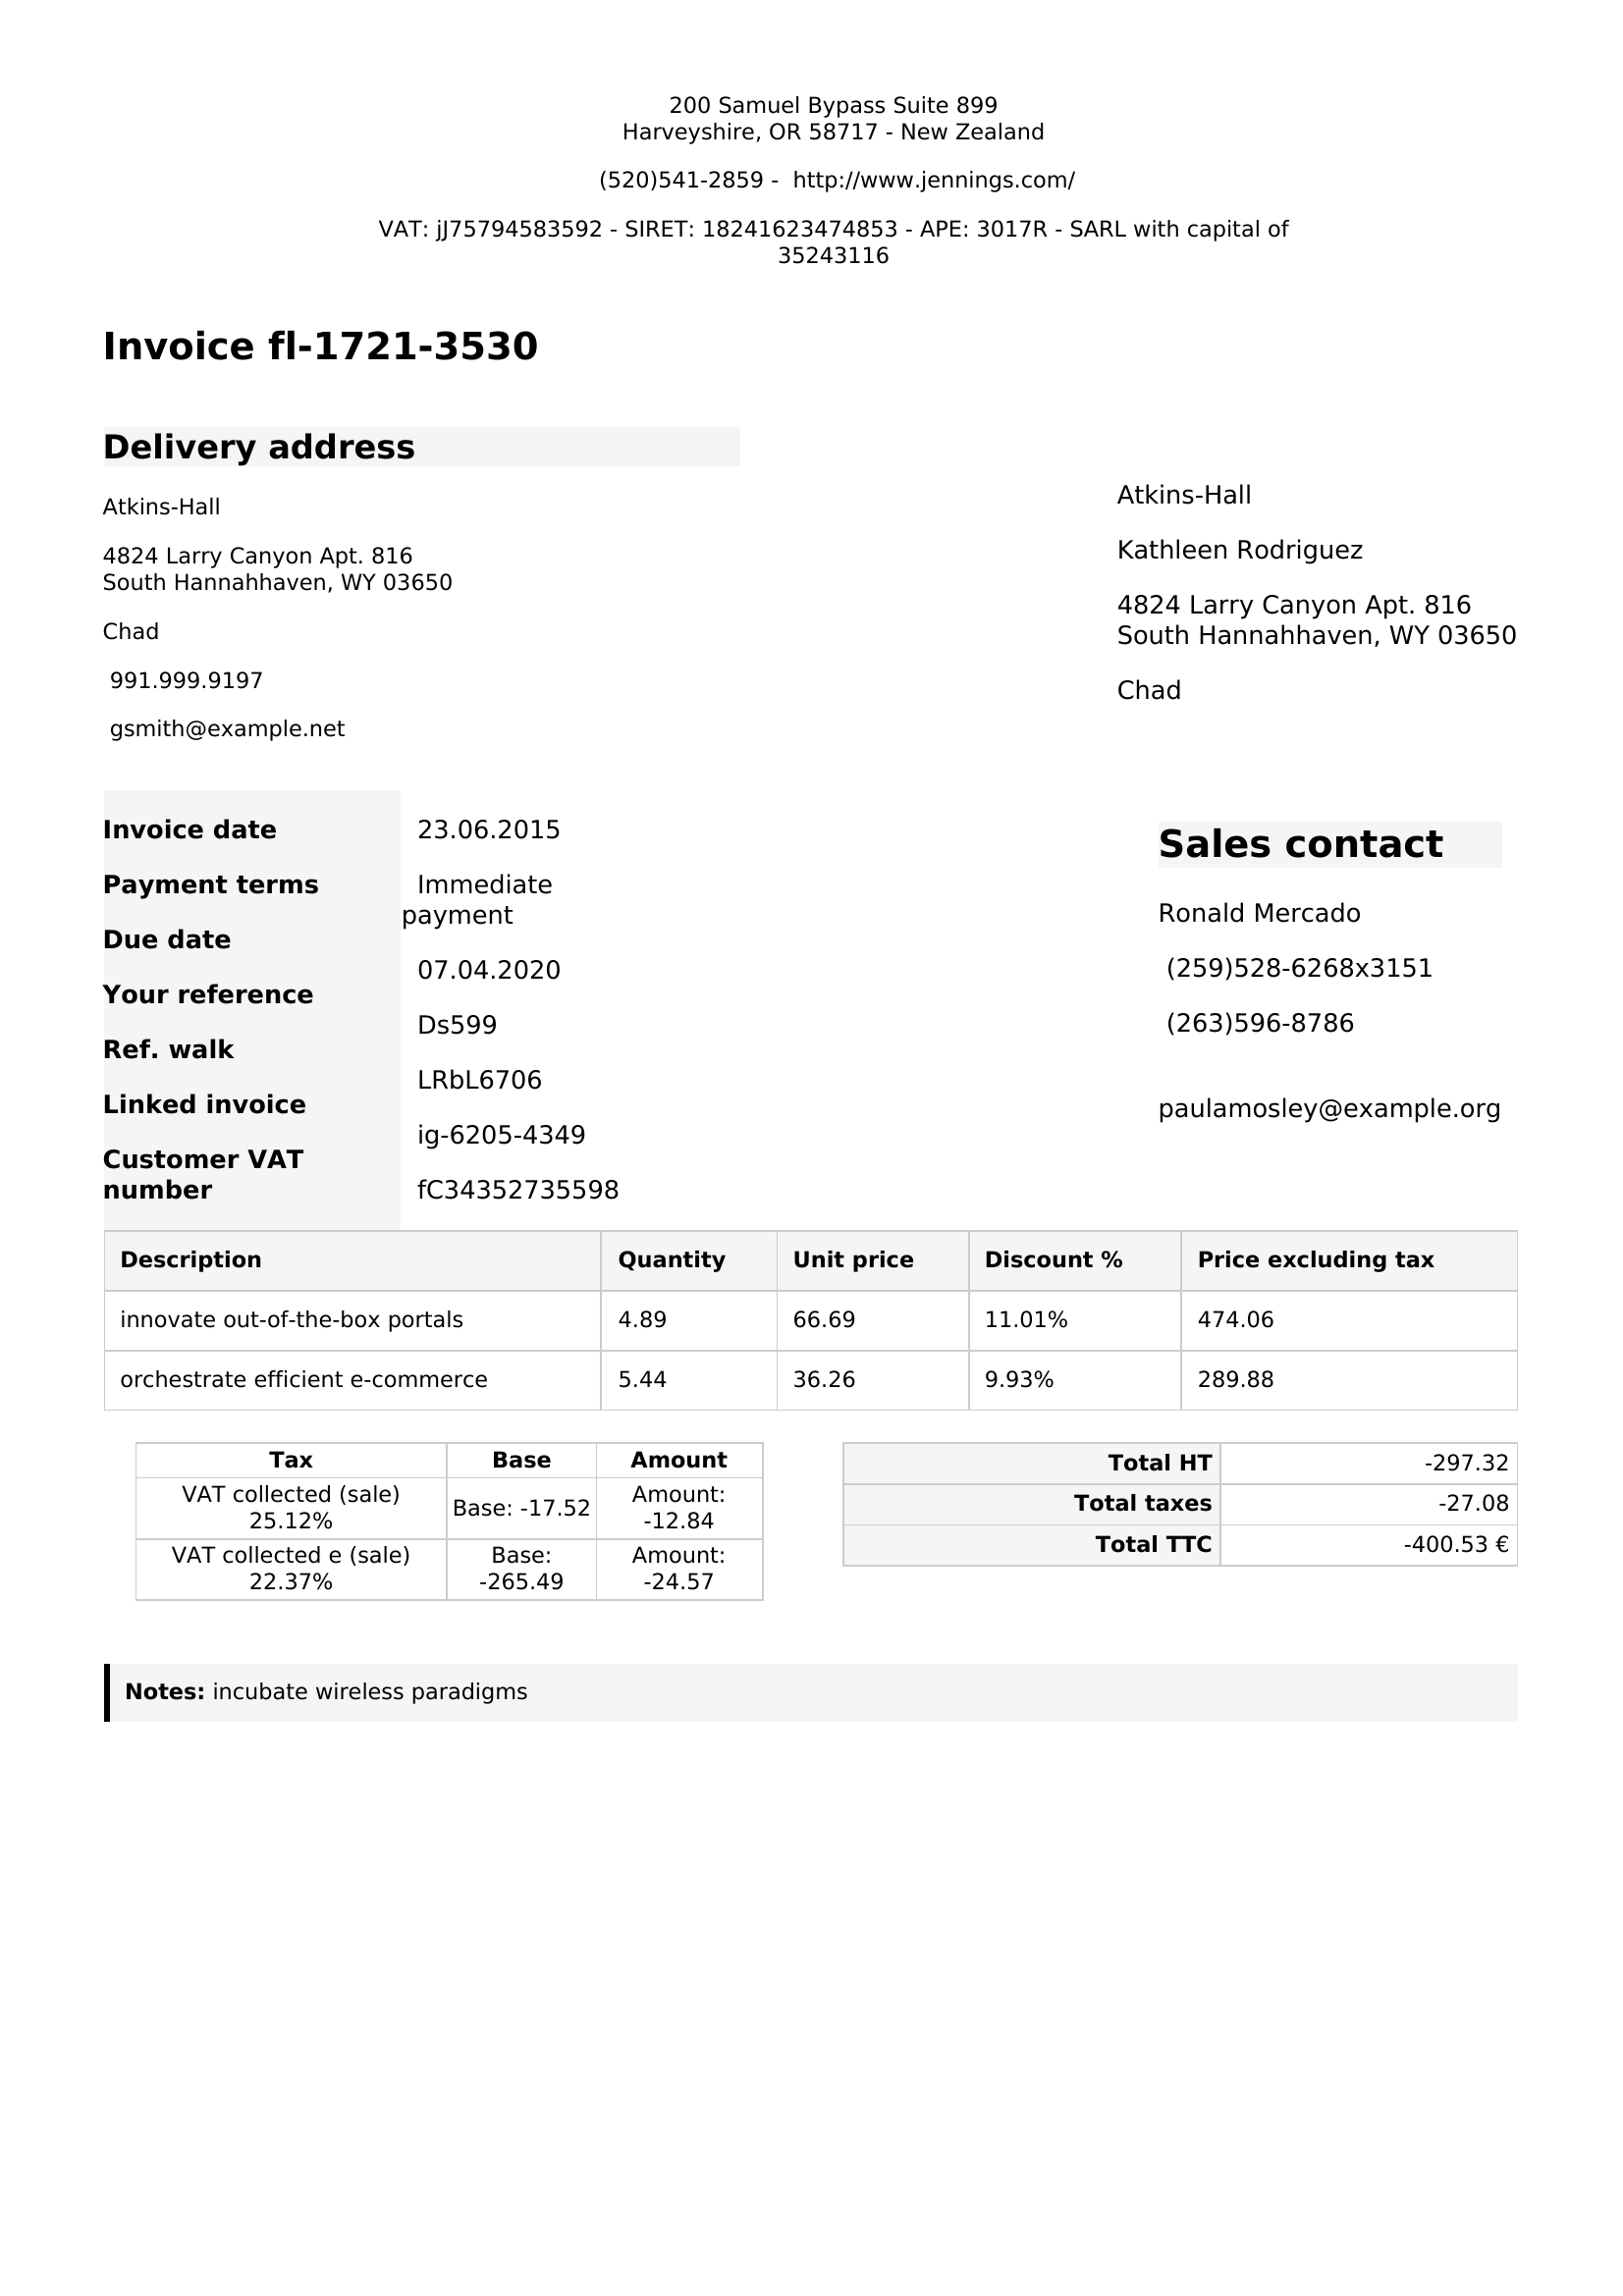 200 Samuel Bypass Suite 899
Harveyshire, OR 58717 - New Zealand
(520)541-2859 -  http://www.jennings.com/
VAT: jJ75794583592 - SIRET: 18241623474853 - APE: 3017R - SARL with capital of
35243116
Invoice fl-1721-3530
Delivery address
Atkins-Hall
4824 Larry Canyon Apt. 816
South Hannahhaven, WY 03650
Chad
991.999.9197
gsmith@example.net
Atkins-Hall
Kathleen Rodriguez
4824 Larry Canyon Apt. 816
South Hannahhaven, WY 03650
Chad
Invoice date
Payment terms
Due date
Your reference
Ref. walk
Linked invoice
Customer VAT
number
23.06.2015
Immediate
payment
07.04.2020
Ds599
LRbL6706
ig-6205-4349
fC34352735598
Sales contact
Ronald Mercado
(259)528-6268x3151
(263)596-8786
paulamosley@example.org
Description Quantity Unit price Discount % Price excluding tax
innovate out-of-the-box portals 4.89 66.69 11.01% 474.06
orchestrate efficient e-commerce 5.44 36.26 9.93% 289.88
Tax Base Amount
VAT collected (sale)
25.12%
Base: -17.52
Amount:
-12.84
VAT collected e (sale)
22.37%
Base:
-265.49
Amount:
-24.57
Total HT -297.32
Total taxes -27.08
Total TTC -400.53 €
Notes: incubate wireless paradigms